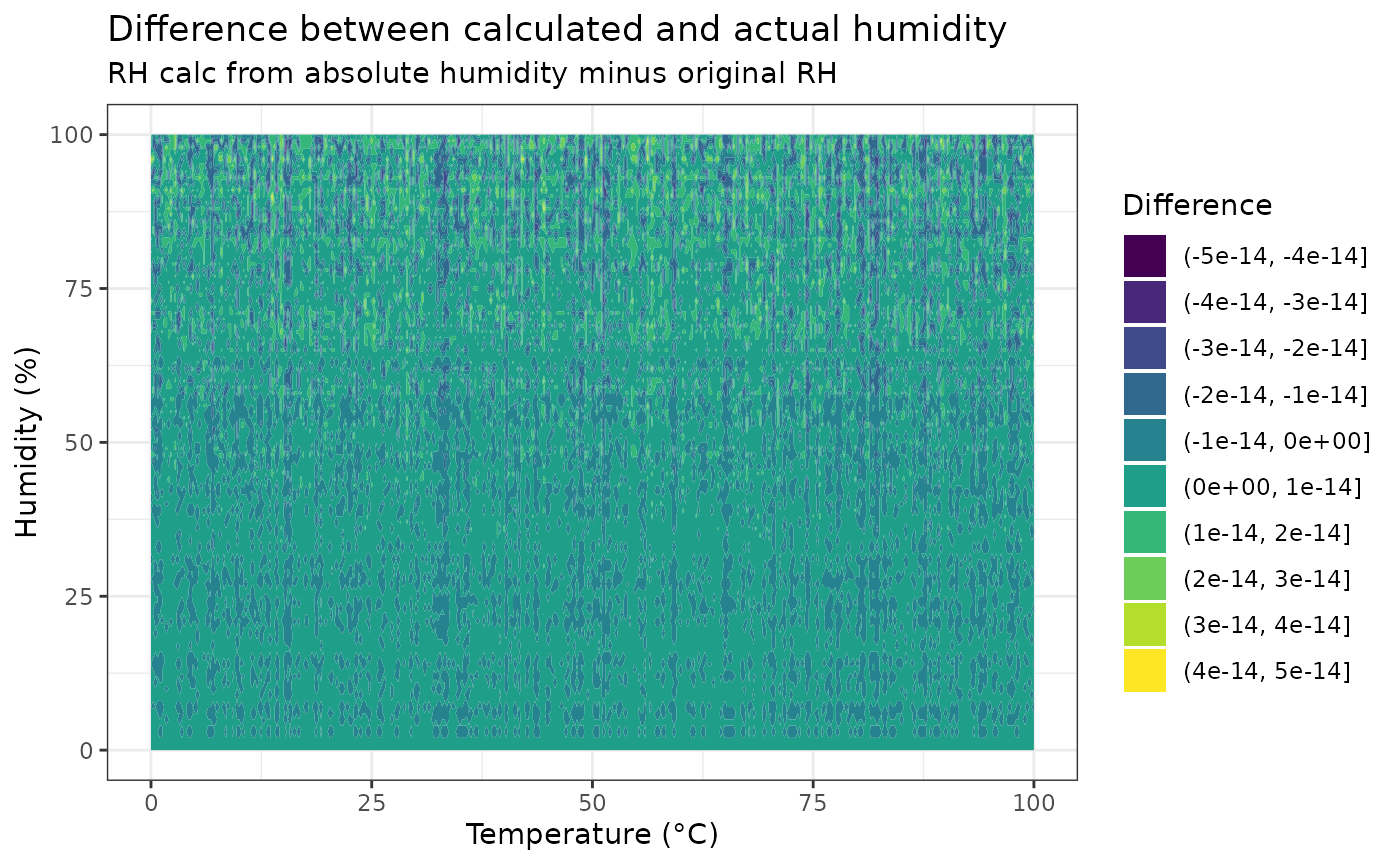 Difference between calculated and actual humidity
RH calc from absolute humidity minus original RH
100
75
50
25
0
Humidity (%)
0 25 50 75 100
Temperature (°C)
Difference
(-5e-14, -4e-14]
(-4e-14, -3e-14]
(-3e-14, -2e-14]
(-2e-14, -1e-14]
(-1e-14, 0e+00]
(0e+00, 1e-14]
(1e-14, 2e-14]
(2e-14, 3e-14]
(3e-14, 4e-14]
(4e-14, 5e-14]